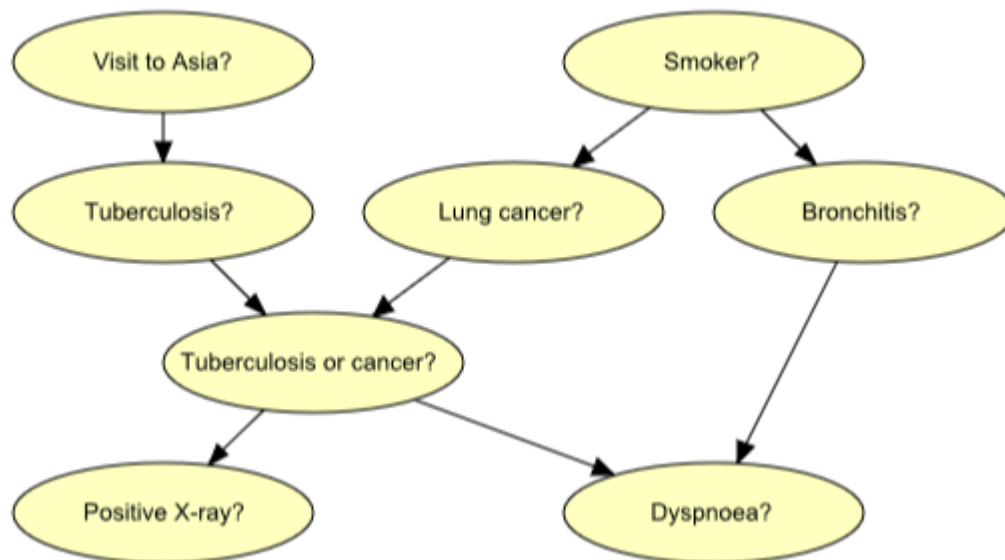 Visit to Asia?
Smoker?
Tuberculosis?
Lung cancer?
Bronchitis?
Tuberculosis or cancer?
Positive X-ray?
Dyspnoea?